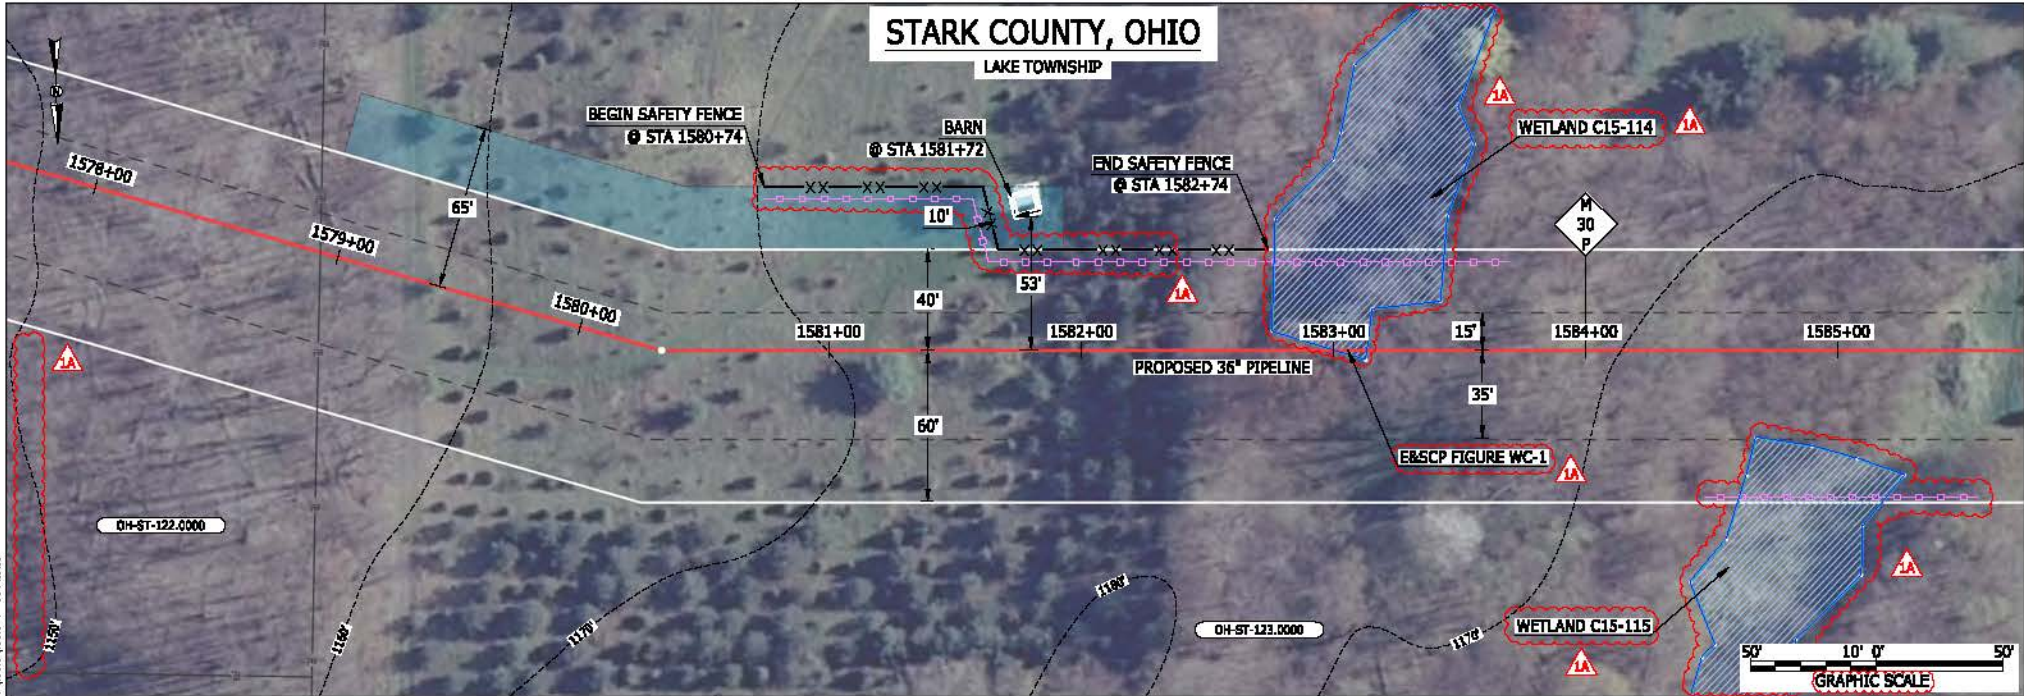 STARK COUNTY, OHIO
LAKE TOWNSHIP
N
BEGIN SAFETY FENCE
@ STA 1580+74
BARN
@ STA 1581+72
END SAFETY FENCE
@ STA 1582+74
1A
WETLAND C15-114
1A
1578+00
1579+00
1580+00
65'
10'
40'
53'
1A
M
30
P
1581+00
1582+00
1583+00
15'
1584+00
1585+00
1A
PROPOSED 36" PIPELINE
35'
60'
E&SCP FIGURE WC-1
1A
OH-ST-122.0000
1A
1150'
1160'
1170'
1180'
OH-ST-123.0000
1170'
WETLAND C15-115
1A
50' 10' 0' 50'
GRAPHIC SCALE